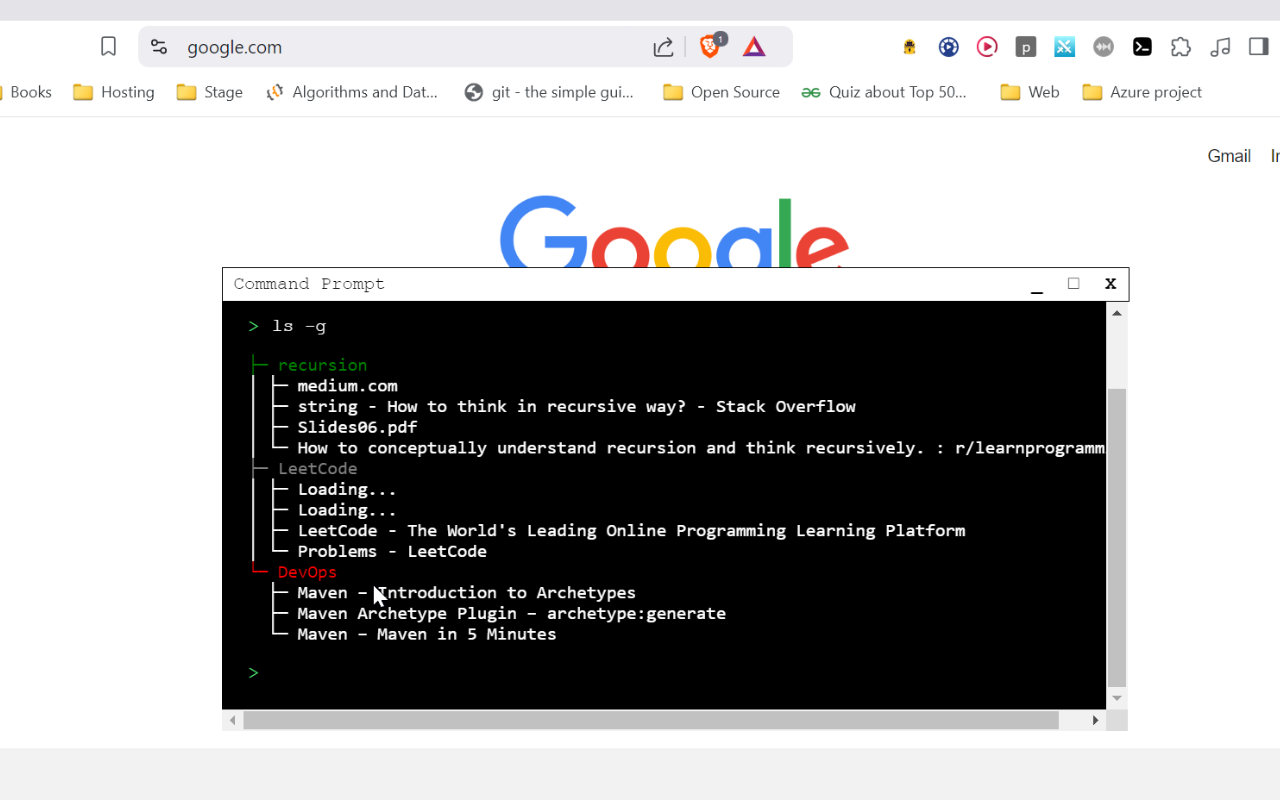 google.com
1
p
Books
Hosting
Stage
Algorithms and Dat...
git - the simple gui...
Open Source
Quiz about Top 50...
Web
Azure project
Gmail
Google
Command Prompt
_ □ X
> ls -g
├─ recursion
│ ├─ medium.com
│ ├─ string - How to think in recursive way? - Stack Overflow
│ ├─ Slides06.pdf
│ └─ How to conceptually understand recursion and think recursively. : r/learnprogramm
├─ LeetCode
│ ├─ Loading...
│ ├─ Loading...
│ ├─ LeetCode - The World's Leading Online Programming Learning Platform
│ └─ Problems - LeetCode
└─ DevOps
├─ Maven – Introduction to Archetypes
├─ Maven Archetype Plugin – archetype:generate
└─ Maven – Maven in 5 Minutes
>